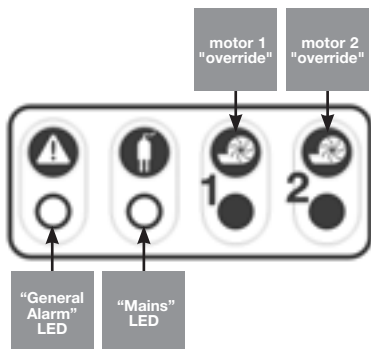 motor 1
"override"
motor 2
"override"
1
2
“General
Alarm”
LED
“Mains”
LED